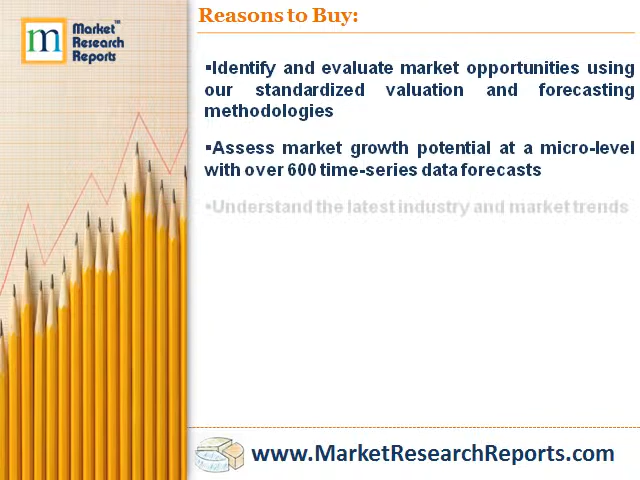 Market™
Research
Reports
m
Reasons to Buy:
▪Identify and evaluate market opportunities using
our standardized valuation and forecasting
methodologies
▪Assess market growth potential at a micro-level
with over 600 time-series data forecasts
▪Understand the latest industry and market trends
www.MarketResearchReports.com